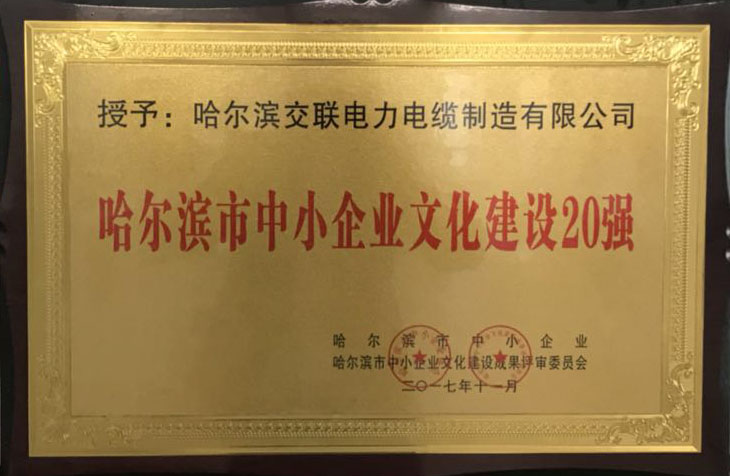 授予：哈尔滨交联电力电缆制造有限公司
哈尔滨市中小企业文化建设20强
哈尔滨市中小企业
哈尔滨市中小企业文化建设成果评审委员会
二〇一七年十一月